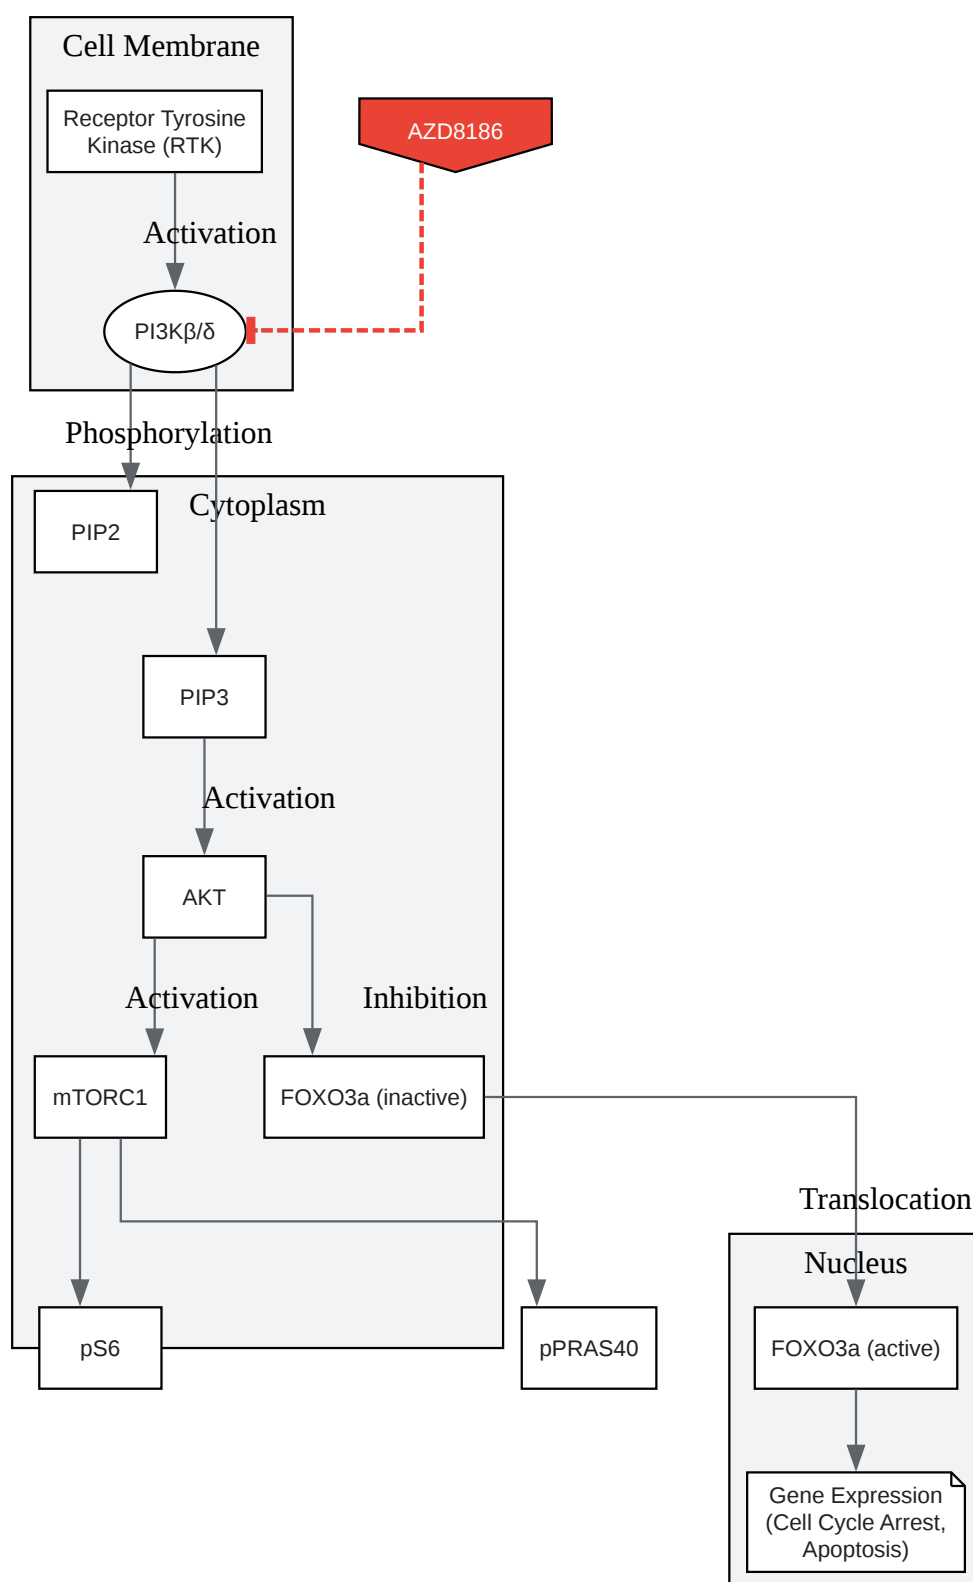 Cell Membrane
Receptor Tyrosine
Kinase (RTK)
AZD8186
Activation
PI3Kβ/δ
Phosphorylation
Cytoplasm
PIP2
PIP3
Activation
AKT
Activation
Inhibition
mTORC1
FOXO3a (inactive)
Translocation
Nucleus
pS6
pPRAS40
FOXO3a (active)
Gene Expression
(Cell Cycle Arrest,
Apoptosis)